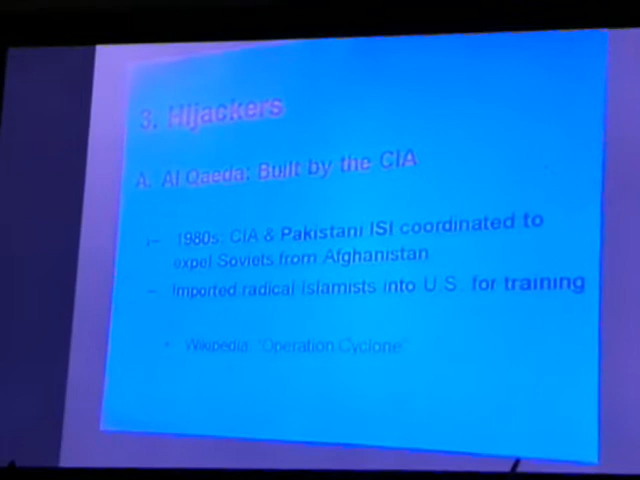 3. Hijackers
A. Al Qaeda: Built by the CIA
– 1980s: CIA & Pakistani ISI coordinated to
expel Soviets from Afghanistan
– Imported radical Islamists into U.S. for training
• Wikipedia: "Operation Cyclone"